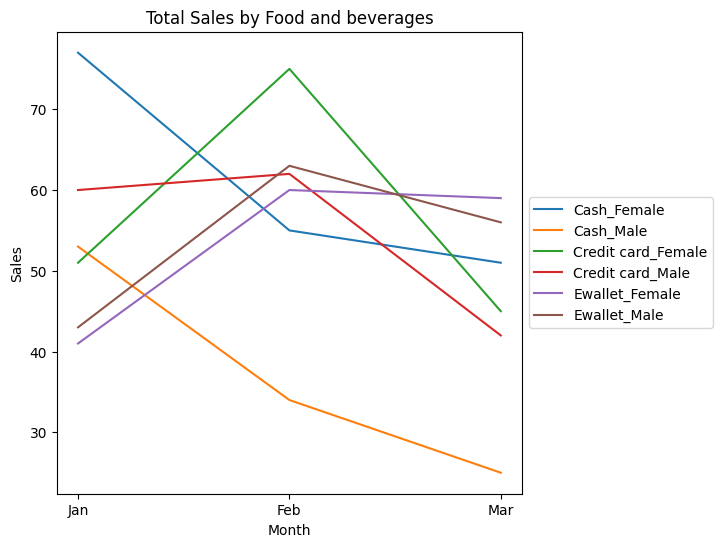 Total Sales by Food and beverages
Sales
70
60
50
40
30
Jan Feb Mar
Month
Cash_Female
Cash_Male
Credit card_Female
Credit card_Male
Ewallet_Female
Ewallet_Male